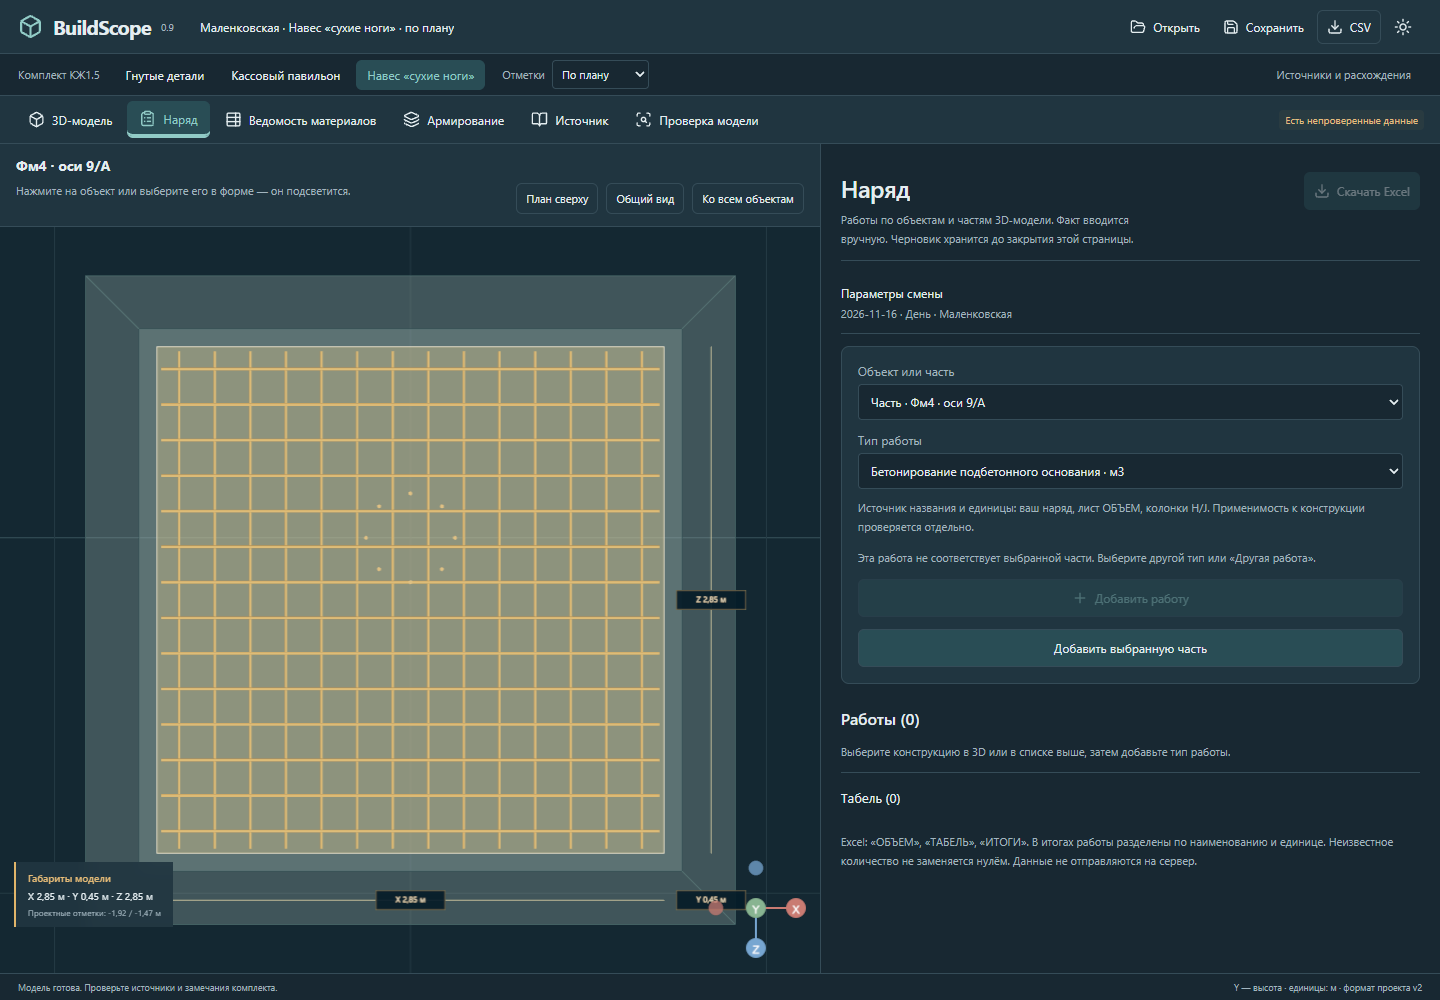 BuildScope 0.9 Маленковская · Навес «сухие ноги» · по плану Открыть Сохранить CSV
Комплект КЖ1.5 Гнутые детали Кассовый павильон Навес «сухие ноги» Отметки По плану Источники и расхождения
3D-модель Наряд Ведомость материалов Армирование Источник Проверка модели Есть непроверенные данные
Фм4 · оси 9/А
Нажмите на объект или выберите его в форме — он подсветится.
План сверху Общий вид Ко всем объектам
Z 2,85 м
X 2,85 м
Y 0,45 м
Y
X
Z
Габариты модели
X 2,85 м · Y 0,45 м · Z 2,85 м
Проектные отметки: -1,92 / -1,47 м
Наряд
Скачать Excel
Работы по объектам и частям 3D-модели. Факт вводится
вручную. Черновик хранится до закрытия этой страницы.
Параметры смены
2026-11-16 · День · Маленковская
Объект или часть
Часть · Фм4 · оси 9/А
Тип работы
Бетонирование подбетонного основания · м3
Источник названия и единицы: ваш наряд, лист ОБЪЕМ, колонки H/J. Применимость к конструкции
проверяется отдельно.
Эта работа не соответствует выбранной части. Выберите другой тип или «Другая работа».
Добавить работу
Добавить выбранную часть
Работы (0)
Выберите конструкцию в 3D или в списке выше, затем добавьте тип работы.
Табель (0)
Excel: «ОБЪЕМ», «ТАБЕЛЬ», «ИТОГИ». В итогах работы разделены по наименованию и единице. Неизвестное
количество не заменяется нулём. Данные не отправляются на сервер.
Модель готова. Проверьте источники и замечания комплекта.
Y — высота · единицы: м · формат проекта v2